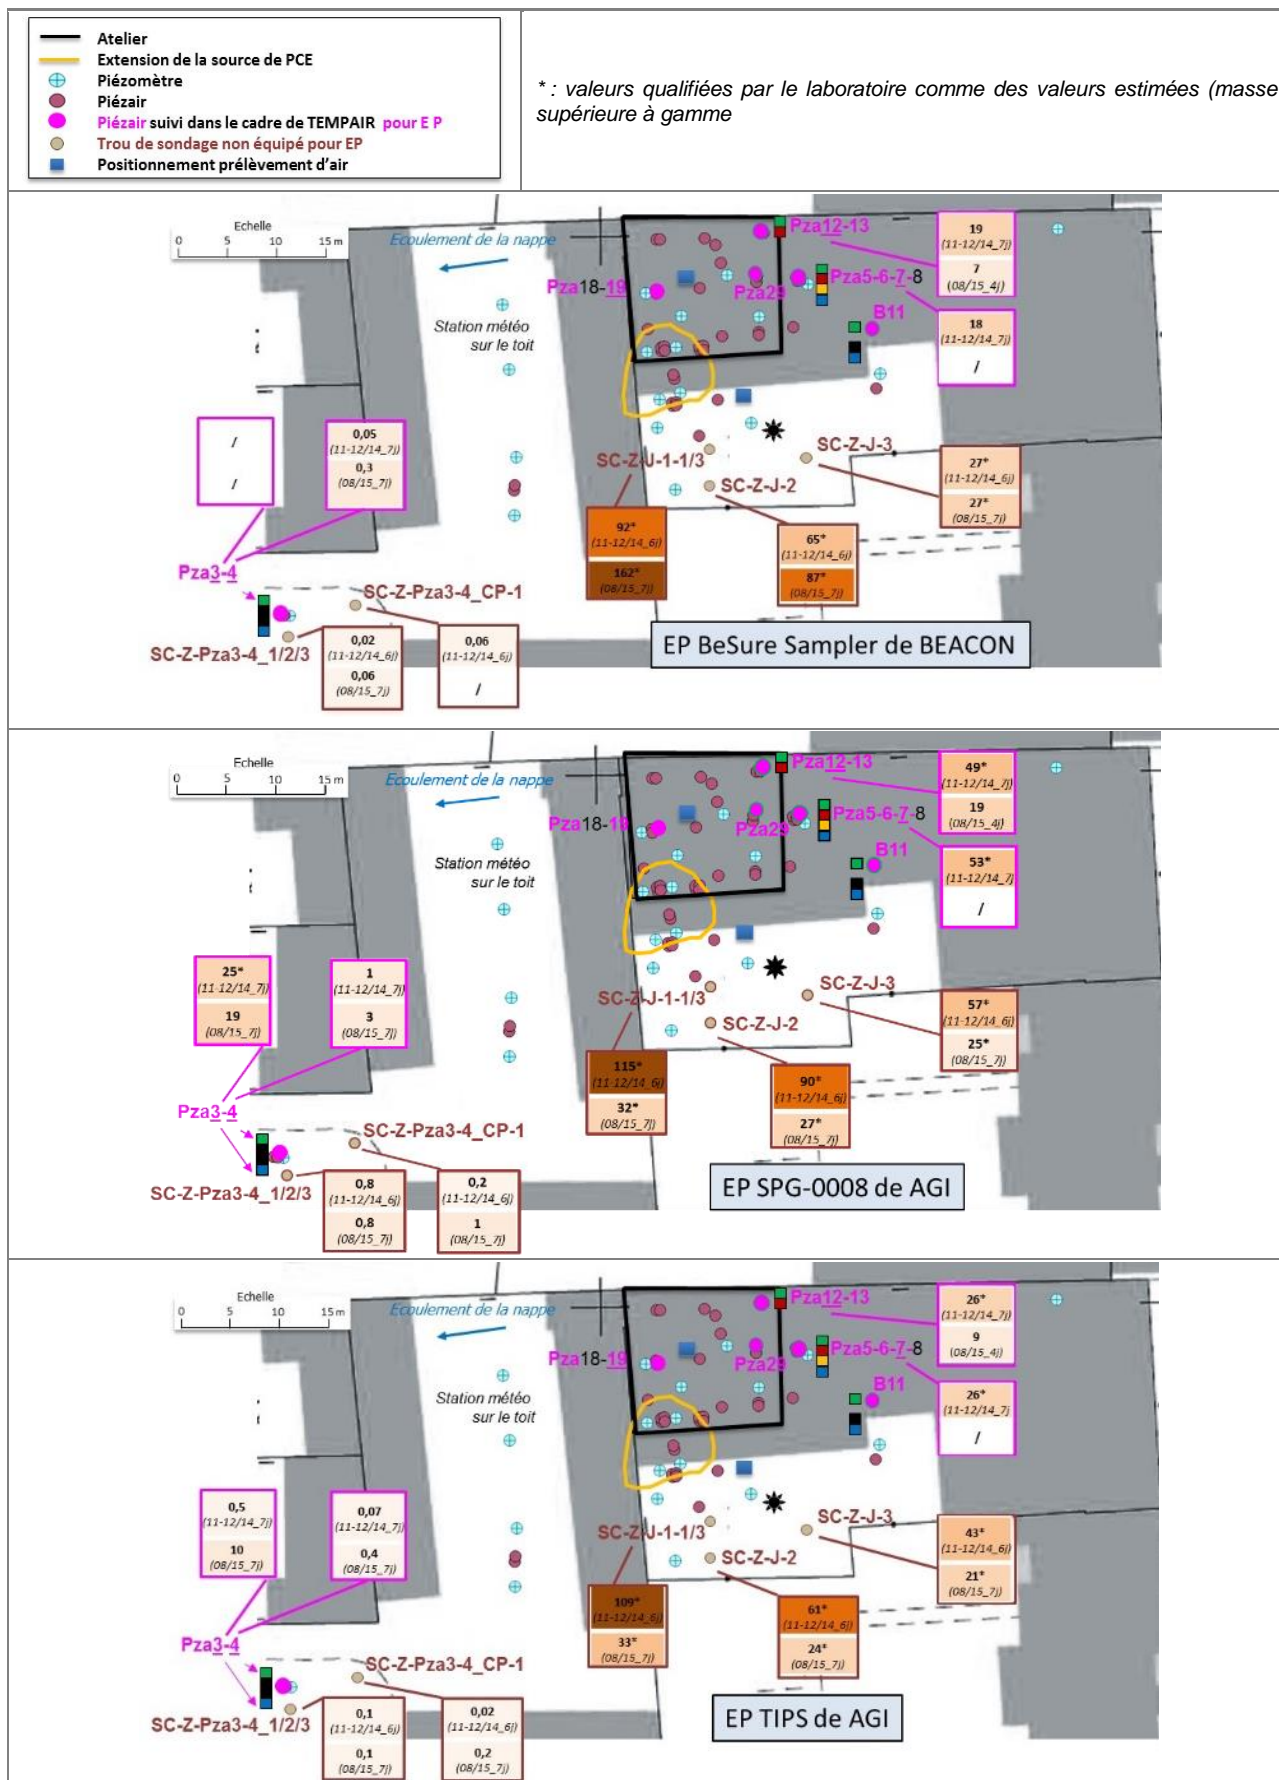 Atelier
Extension de la source de PCE
Piézomètre
Piézair
Piézair suivi dans le cadre de TEMPAIR pour E P
Trou de sondage non équipé pour EP
Positionnement prélèvement d'air
* : valeurs qualifiées par le laboratoire comme des valeurs estimées (masse
supérieure à gamme
Echelle
0 5 10 15 m
Ecoulement de la nappe
Station météo
sur le toit
Pza12-13
Pza18-19
Pza29
Pza5-6-7-8
B11
19
(11-12/14_7j)
7
(08/15_4j)
18
(11-12/14_7j)
/
/
/
0,05
(11-12/14_7j)
0,3
(08/15_7j)
SC-Z-J-1-1/3
SC-Z-J-3
SC-Z-J-2
27*
(11-12/14_6j)
27*
(08/15_7j)
92*
(11-12/14_6j)
162*
(08/15_7j)
65*
(11-12/14_6j)
87*
(08/15_7j)
Pza3-4
SC-Z-Pza3-4_CP-1
SC-Z-Pza3-4_1/2/3
0,02
(11-12/14_6j)
0,06
(08/15_7j)
0,06
(11-12/14_6j)
/
EP BeSure Sampler de BEACON
Echelle
0 5 10 15 m
Ecoulement de la nappe
Station météo
sur le toit
Pza12-13
Pza18-19
Pza29
Pza5-6-7-8
B11
49*
(11-12/14_7j)
19
(08/15_4j)
53*
(11-12/14_7j
/
25*
(11-12/14_7j)
19
(08/15_7j)
1
(11-12/14_7j)
3
(08/15_7j)
SC-Z-J-1-1/3
SC-Z-J-3
SC-Z-J-2
57*
(11-12/14_6j)
25*
(08/15_7j)
115*
(11-12/14_6j)
32*
(08/15_7j)
90*
(11-12/14_6j)
27*
(08/15_7j)
Pza3-4
SC-Z-Pza3-4_CP-1
SC-Z-Pza3-4_1/2/3
0,8
(11-12/14_6j)
0,8
(08/15_7j)
0,2
(11-12/14_6j)
1
(08/15_7j)
EP SPG-0008 de AGI
Echelle
0 5 10 15 m
Ecoulement de la nappe
Station météo
sur le toit
Pza12-13
Pza18-19
Pza29
Pza5-6-7-8
B11
26*
(11-12/14_7j)
9
(08/15_4j)
26*
(11-12/14_7j
/
0,5
(11-12/14_7j)
10
(08/15_7j)
0,07
(11-12/14_7j)
0,4
(08/15_7j)
SC-Z-J-1-1/3
SC-Z-J-3
SC-Z-J-2
43*
(11-12/14_6j)
21*
(08/15_7j)
109*
(11-12/14_6j)
33*
(08/15_7j)
61*
(11-12/14_6j)
24*
(08/15_7j)
Pza3-4
SC-Z-Pza3-4_CP-1
SC-Z-Pza3-4_1/2/3
0,1
(11-12/14_6j)
0,1
(08/15_7j)
0,02
(11-12/14_6j)
0,2
(08/15_7j)
EP TIPS de AGI